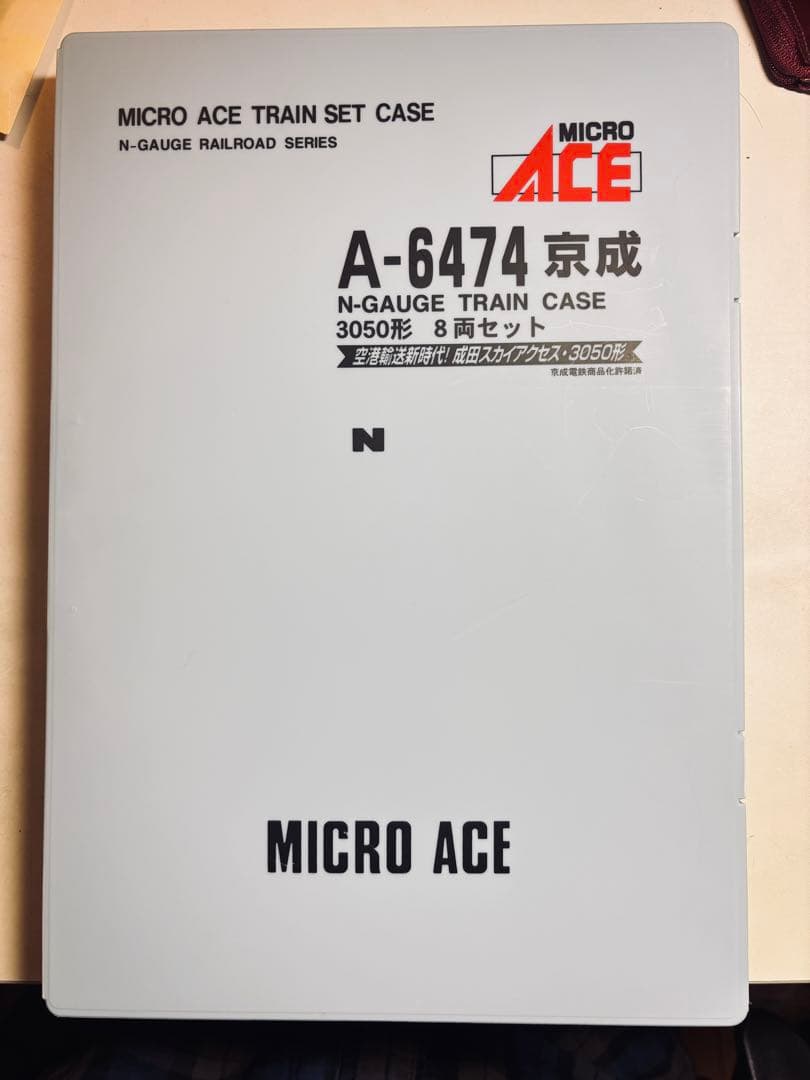 MICRO ACE TRAIN SET CASE
N-GAUGE RAILROAD SERIES
MICRO
ACE
A-6474 京成
N-GAUGE TRAIN CASE
3050形 8両セット
空港輸送新時代!成田スカイアクセス・3050形
京成電鉄商品化許諾済
N
MICRO ACE